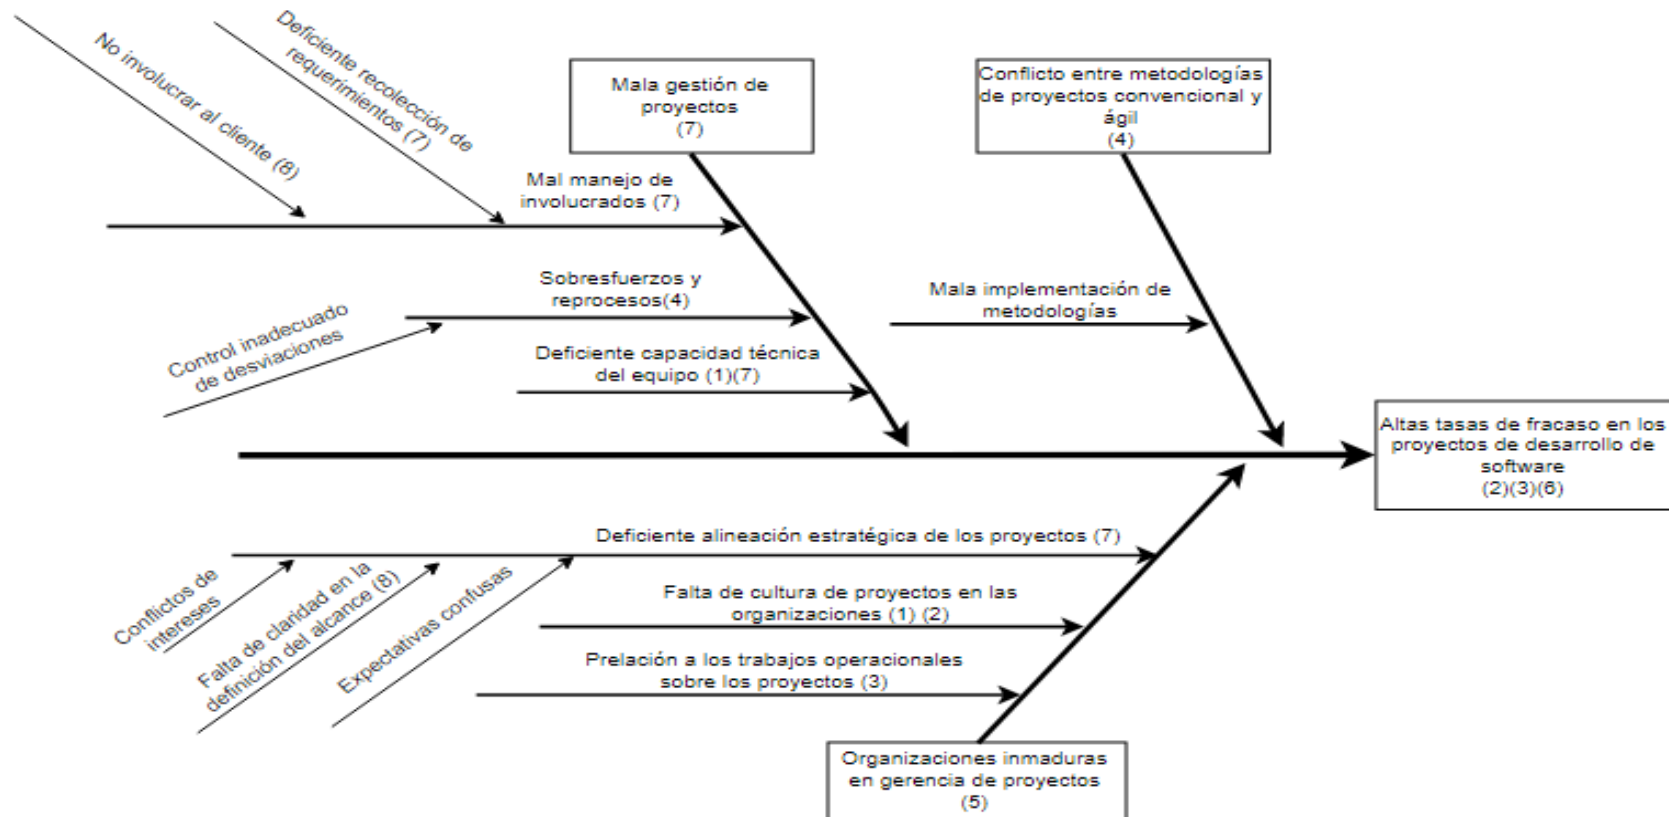 No involucrar al cliente (8)
Deficiente recolección de
requerimientos (7)
Mala gestión de
proyectos
(7)
Conflicto entre metodologías
de proyectos convencional y
ágil
(4)
Mal manejo de
involucrados (7)
Sobresfuerzos y
reprocesos(4)
Mala implementación de
metodologías
Control inadecuado
de desviaciones
Deficiente capacidad técnica
del equipo (1)(7)
Altas tasas de fracaso en los
proyectos de desarrollo de
software
(2)(3)(6)
Deficiente alineación estratégica de los proyectos (7)
Conflictos de
intereses
Falta de claridad en la
definición del alcance (8)
Expectativas confusas
Falta de cultura de proyectos en las
organizaciones (1) (2)
Prelación a los trabajos operacionales
sobre los proyectos (3)
Organizaciones inmaduras
en gerencia de proyectos
(5)